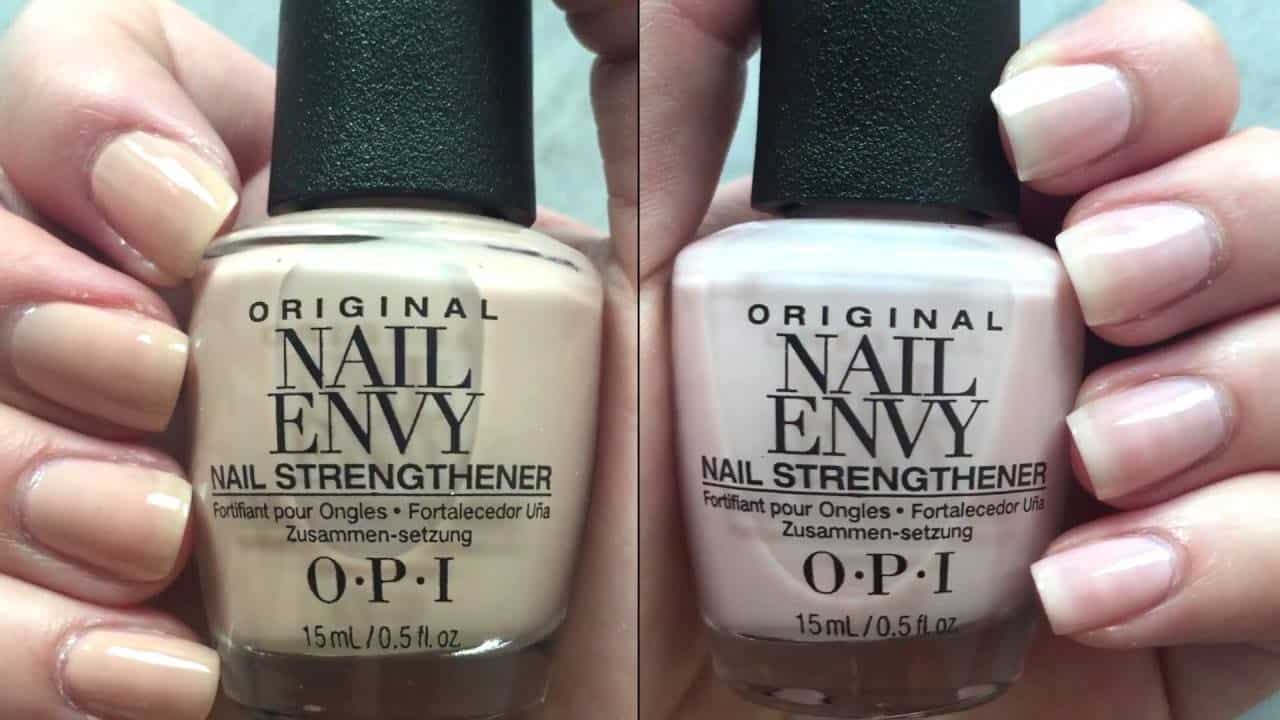 ORIGINAL
NAIL
ENVY
NAIL STRENGTHENER
Fortifiant pour Ongles • Fortalecedor Uña
Zusammen-setzung
O·P·I
15 mL / 0.5 fl. oz.
ORIGINAL
NAIL
ENVY
NAIL STRENGTHENER
Fortifiant pour Ongles • Fortalecedor Uña
Zusammen-setzung
O·P·I
15 mL / 0.5 fl. oz.